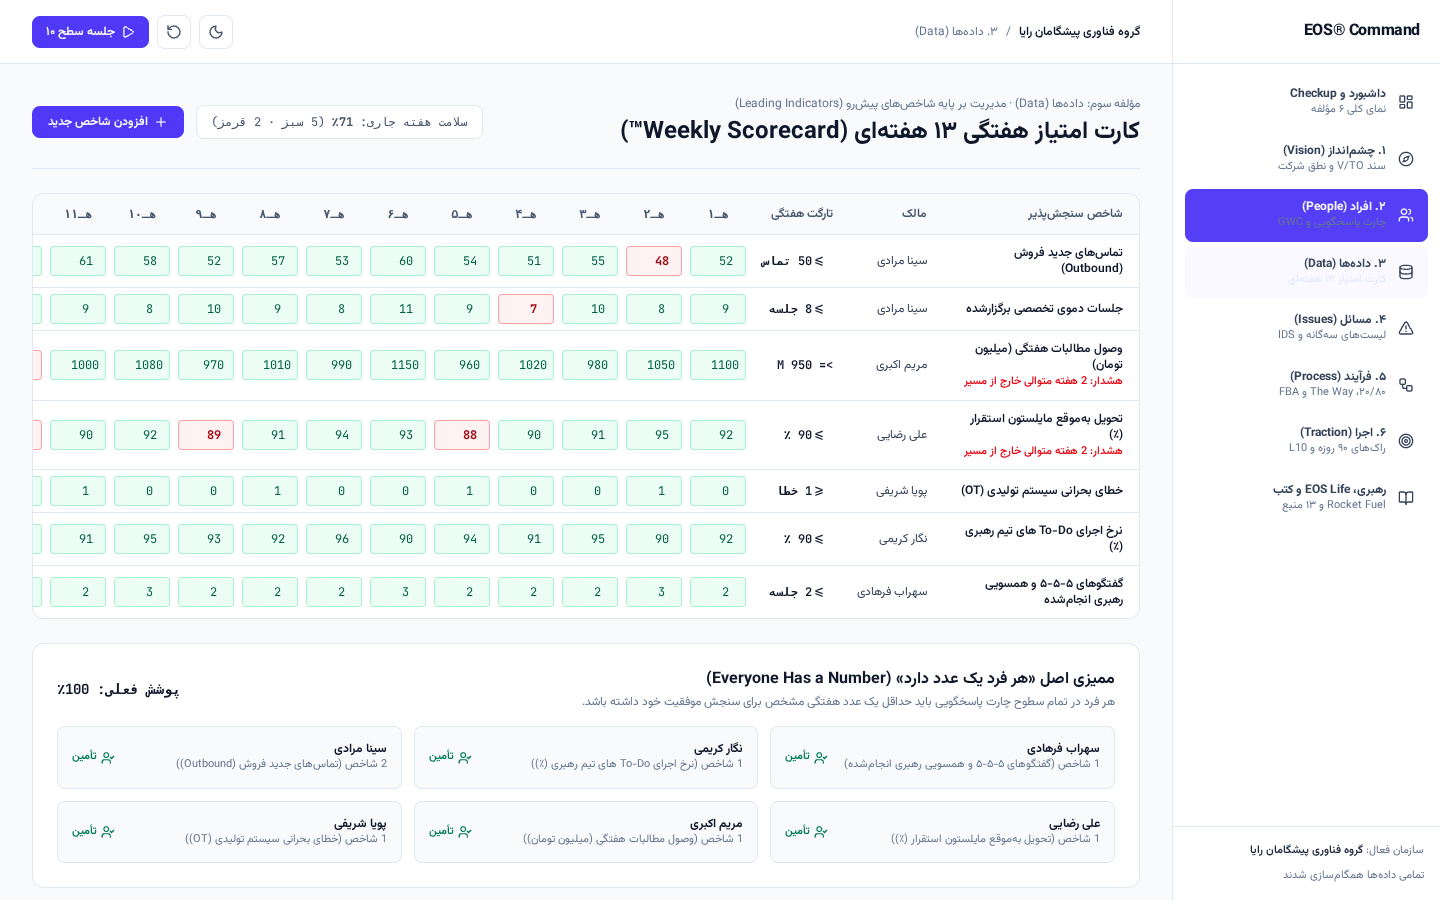 EOS® Command
داشبورد و Checkup
نمای کلی ۶ مؤلفه
۱. چشم‌انداز (Vision)
سند V/TO و نطق شرکت
۲. افراد (People)
چارت پاسخگویی و GWC
۳. داده‌ها (Data)
کارت امتیاز ۱۳ هفته‌ای
۴. مسائل (Issues)
لیست‌های سه‌گانه و IDS
۵. فرآیند (Process)
۲۰/۸۰، The Way و FBA
۶. اجرا (Traction)
راک‌های ۹۰ روزه و L10
رهبری، EOS Life و کتب
Rocket Fuel و ۱۳ منبع
سازمان فعال: گروه فناوری پیشگامان رایا
تمامی داده‌ها همگام‌سازی شدند
گروه فناوری پیشگامان رایا / ۳. داده‌ها (Data)
جلسه سطح ۱۰
مؤلفه سوم: داده‌ها (Data) · مدیریت بر پایه شاخص‌های پیش‌رو (Leading Indicators)
کارت امتیاز هفتگی ۱۳ هفته‌ای (Weekly Scorecard™)
سلامت هفته جاری: 71٪ (5 سبز · 2 قرمز)
افزودن شاخص جدید
شاخص سنجش‌پذیر مالک تارگت هفتگی هـ۱ هـ۲ هـ۳ هـ۴ هـ۵ هـ۶ هـ۷ هـ۸ هـ۹ هـ۱۰ هـ۱۱
تماس‌های جدید فروش (Outbound) سینا مرادی ⩾ 50 تماس 52 48 55 51 54 60 53 57 52 58 61
جلسات دموی تخصصی برگزارشده سینا مرادی ⩾ 8 جلسه 9 8 10 7 9 11 8 9 10 8 9
وصول مطالبات هفتگی (میلیون تومان) مریم اکبری >= 950 M 1100 1050 980 1020 960 1150 990 1010 970 1080 1000
هشدار: 2 هفته متوالی خارج از مسیر
تحویل به‌موقع مایلستون استقرار (٪) علی رضایی ⩾ 90 ٪ 92 95 91 90 88 93 94 91 89 92 90
هشدار: 2 هفته متوالی خارج از مسیر
خطای بحرانی سیستم تولیدی (OT) پویا شریفی ⩽ 1 خطا 0 1 0 0 1 0 0 1 0 0 1
نرخ اجرای To-Do های تیم رهبری (٪) نگار کریمی ⩾ 90 ٪ 92 90 95 91 94 90 96 92 93 95 91
گفتگوهای ۵-۵-۵ و همسویی رهبری انجام‌شده سهراب فرهادی ⩾ 2 جلسه 2 3 2 2 2 3 2 2 2 3 2
ممیزی اصل «هر فرد یک عدد دارد» (Everyone Has a Number)
هر فرد در تمام سطوح چارت پاسخگویی باید حداقل یک عدد هفتگی مشخص برای سنجش موفقیت خود داشته باشد.
پوشش فعلی: 100٪
سهراب فرهادی
1 شاخص (گفتگوهای ۵-۵-۵ و همسویی رهبری انجام‌شده)
تأمین
نگار کریمی
1 شاخص (نرخ اجرای To-Do های تیم رهبری (٪))
تأمین
سینا مرادی
2 شاخص (تماس‌های جدید فروش (Outbound))
تأمین
علی رضایی
1 شاخص (تحویل به‌موقع مایلستون استقرار (٪))
تأمین
مریم اکبری
1 شاخص (وصول مطالبات هفتگی (میلیون تومان))
تأمین
پویا شریفی
1 شاخص (خطای بحرانی سیستم تولیدی (OT))
تأمین